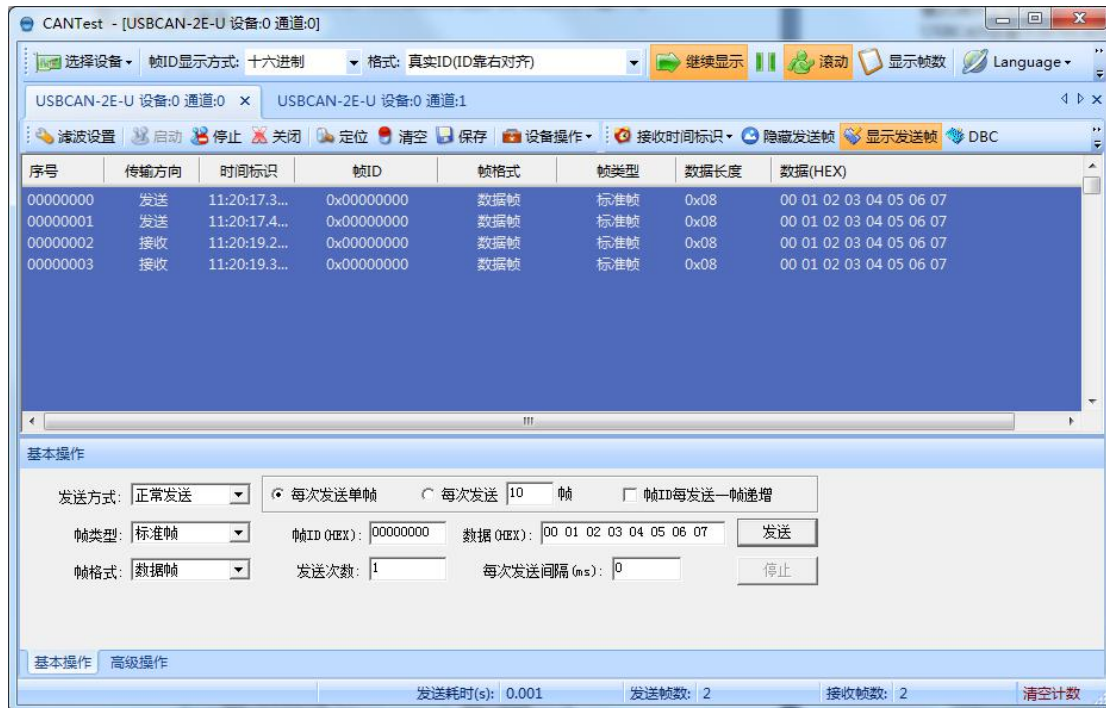 CANTest - [USBCAN-2E-U 设备:0 通道:0]
选择设备 帧ID显示方式: 十六进制 格式: 真实ID(ID靠右对齐) 继续显示 滚动 显示帧数 Language
USBCAN-2E-U 设备:0 通道:0 × USBCAN-2E-U 设备:0 通道:1
滤波设置 启动 停止 关闭 定位 清空 保存 设备操作 接收时间标识 隐藏发送帧 显示发送帧 DBC
序号 传输方向 时间标识 帧ID 帧格式 帧类型 数据长度 数据(HEX)
00000000 发送 11:20:17.3... 0x00000000 数据帧 标准帧 0x08 00 01 02 03 04 05 06 07
00000001 发送 11:20:17.4... 0x00000000 数据帧 标准帧 0x08 00 01 02 03 04 05 06 07
00000002 接收 11:20:19.2... 0x00000000 数据帧 标准帧 0x08 00 01 02 03 04 05 06 07
00000003 接收 11:20:19.3... 0x00000000 数据帧 标准帧 0x08 00 01 02 03 04 05 06 07
基本操作
发送方式: 正常发送 每次发送单帧 每次发送 10 帧 帧ID每发送一帧递增
帧类型: 标准帧 帧ID(HEX): 00000000 数据(HEX): 00 01 02 03 04 05 06 07 发送
帧格式: 数据帧 发送次数: 1 每次发送间隔(ms): 0 停止
基本操作 高级操作
发送耗时(s): 0.001 发送帧数: 2 接收帧数: 2 清空计数